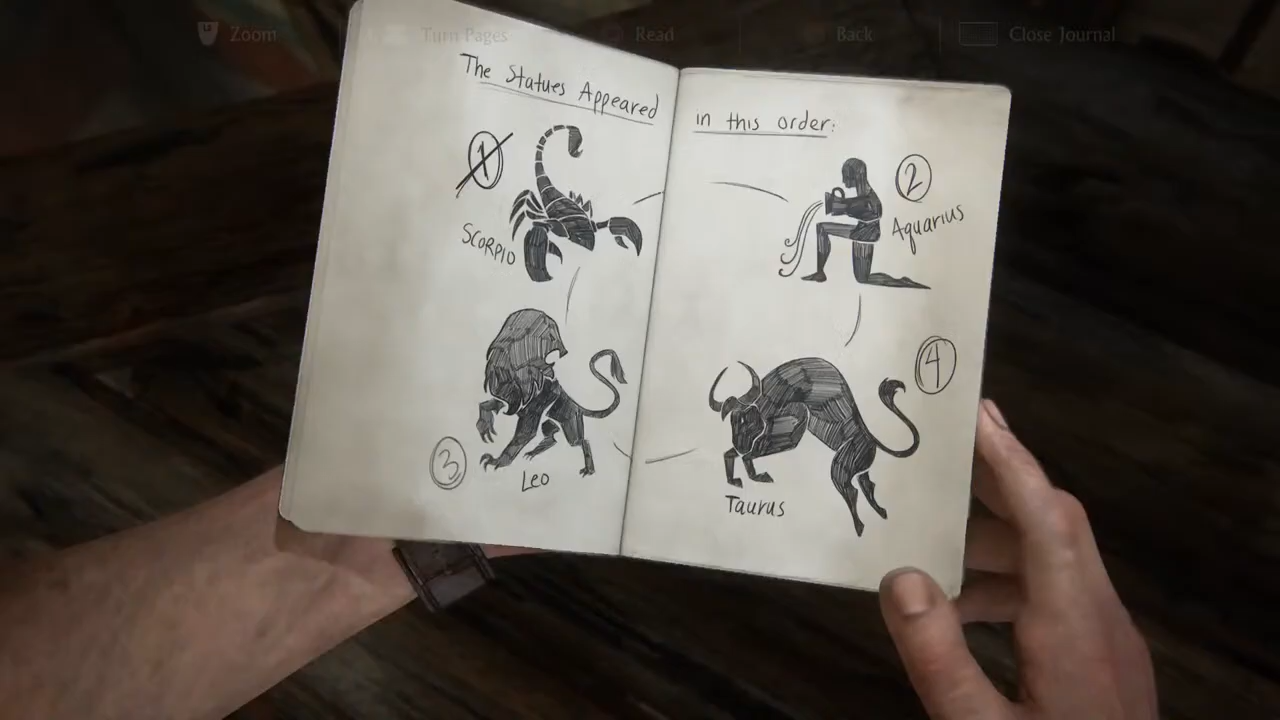 Zoom
Turn Pages
Read
Back
Close Journal
The Statues Appeared
in this order:
1
SCORPIO
2
Aquarius
3
Leo
4
Taurus